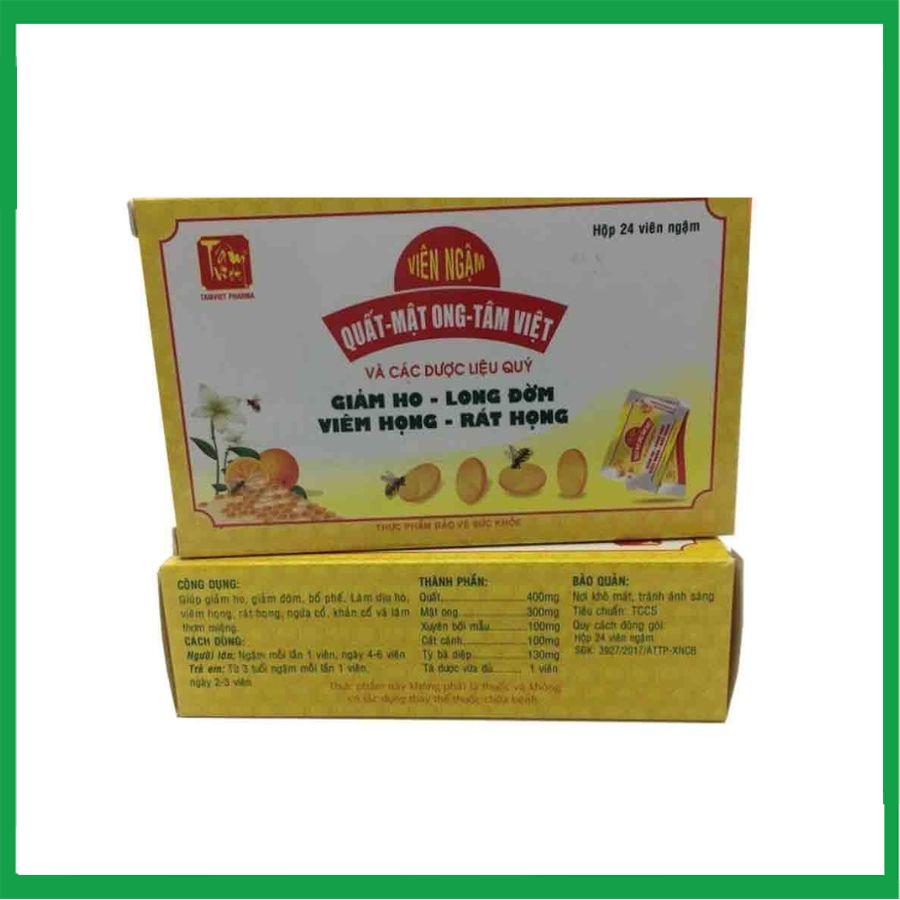 Tâm Việt
TAMVIET PHARMA
Hộp 24 viên ngậm
VIÊN NGẬM
QUẤT-MẬT ONG-TÂM VIỆT
VÀ CÁC DƯỢC LIỆU QUÝ
GIẢM HO - LONG ĐỜM
VIÊM HỌNG - RÁT HỌNG
THỰC PHẨM BẢO VỆ SỨC KHỎE
CÔNG DỤNG:
Giúp giảm ho, giảm đờm, bổ phế. Làm dịu ho,
viêm họng, rát họng, ngứa cổ, khản cổ và làm
thơm miệng.
CÁCH DÙNG:
Người lớn: Ngậm mỗi lần 1 viên, ngày 4-6 viên
Trẻ em: Từ 3 tuổi ngậm mỗi lần 1 viên,
ngày 2-3 viên
THÀNH PHẦN:
Quất 400mg
Mật ong 300mg
Xuyên bối mẫu 100mg
Cát cánh 100mg
Tỳ bà diệp 130mg
Tá dược vừa đủ 1 viên
BẢO QUẢN:
Nơi khô mát, tránh ánh sáng
Tiêu chuẩn: TCCS
Quy cách đóng gói:
Hộp 24 viên ngậm
SĐK: 3927/2017/ATTP-XNCB
Thực phẩm này không phải là thuốc và không
có tác dụng thay thế thuốc chữa bệnh